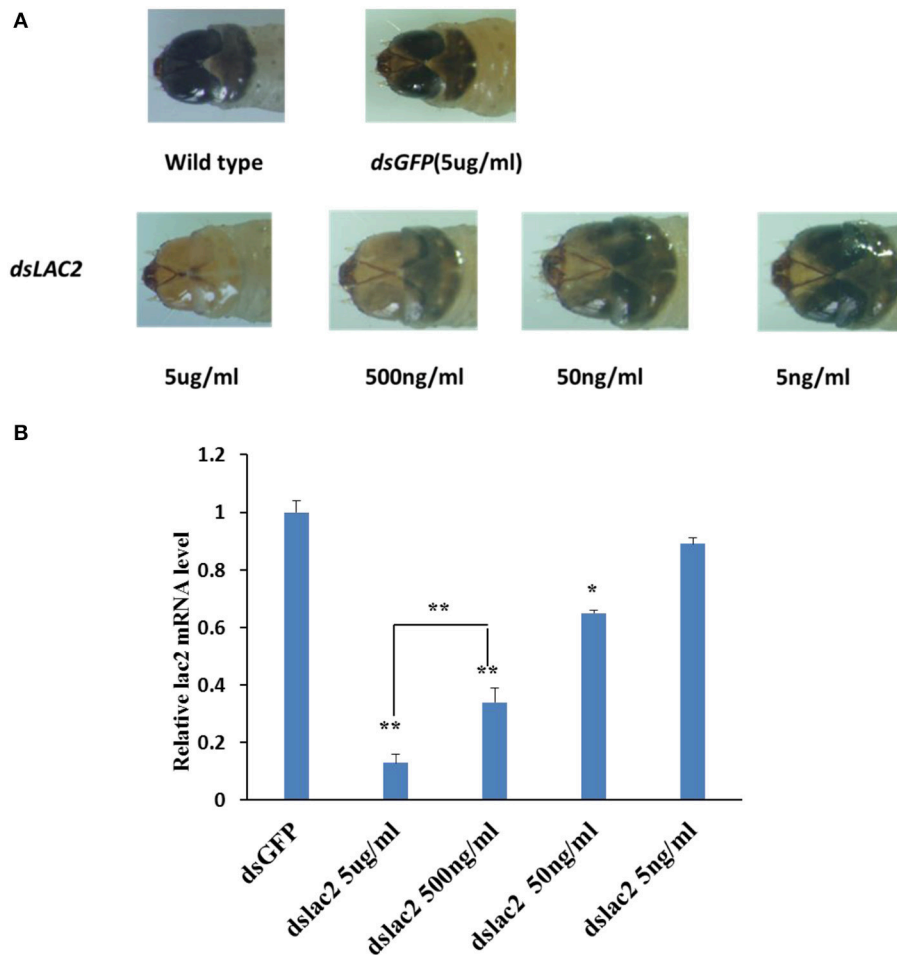 A
Wild type
dsGFP(5ug/ml)
dsLAC2
5ug/ml
500ng/ml
50ng/ml
5ng/ml
B
Relative lac2 mRNA level
1.2
1
0.8
0.6
0.4
0.2
0
**
**
**
*
dsGFP
dslac2 5ug/ml
dslac2 500ng/ml
dslac2 50ng/ml
dslac2 5ng/ml